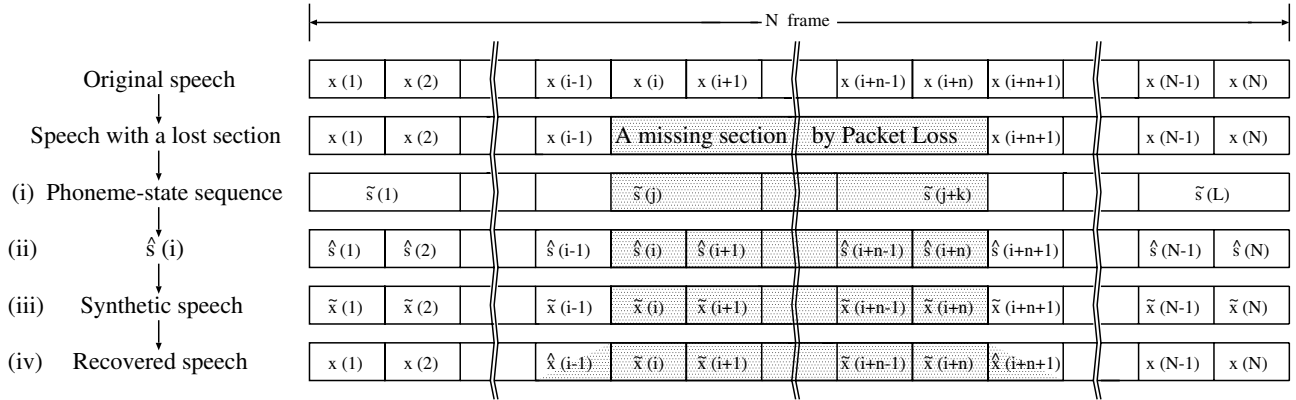 N frame
Original speech x (1) x (2) x (i-1) x (i) x (i+1) x (i+n-1) x (i+n) x (i+n+1) x (N-1) x (N)
Speech with a lost section x (1) x (2) x (i-1) A missing section by Packet Loss x (i+n+1) x (N-1) x (N)
(i) Phoneme-state sequence s̃ (1) s̃ (j) s̃ (j+k) s̃ (L)
(ii) ŝ (i) ŝ (1) ŝ (2) ŝ (i-1) ŝ (i) ŝ (i+1) ŝ (i+n-1) ŝ (i+n) ŝ (i+n+1) ŝ (N-1) ŝ (N)
(iii) Synthetic speech x̃ (1) x̃ (2) x̃ (i-1) x̃ (i) x̃ (i+1) x̃ (i+n-1) x̃ (i+n) x̃ (i+n+1) x̃ (N-1) x̃ (N)
(iv) Recovered speech x (1) x (2) x̂ (i-1) x̃ (i) x̃ (i+1) x̃ (i+n-1) x̃ (i+n) x̂ (i+n+1) x (N-1) x (N)